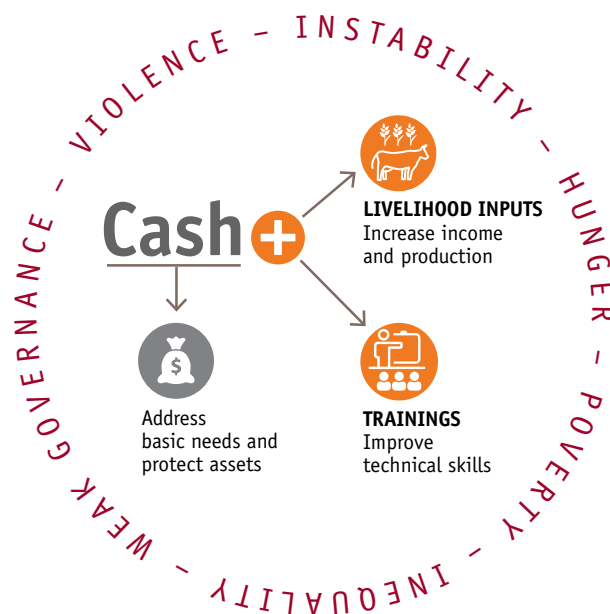 VIOLENCE – INSTABILITY – HUNGER – POVERTY – INEQUALITY – WEAK GOVERNANCE –
Cash +
LIVELIHOOD INPUTS
Increase income
and production
$
Address
basic needs and
protect assets
TRAININGS
Improve
technical skills